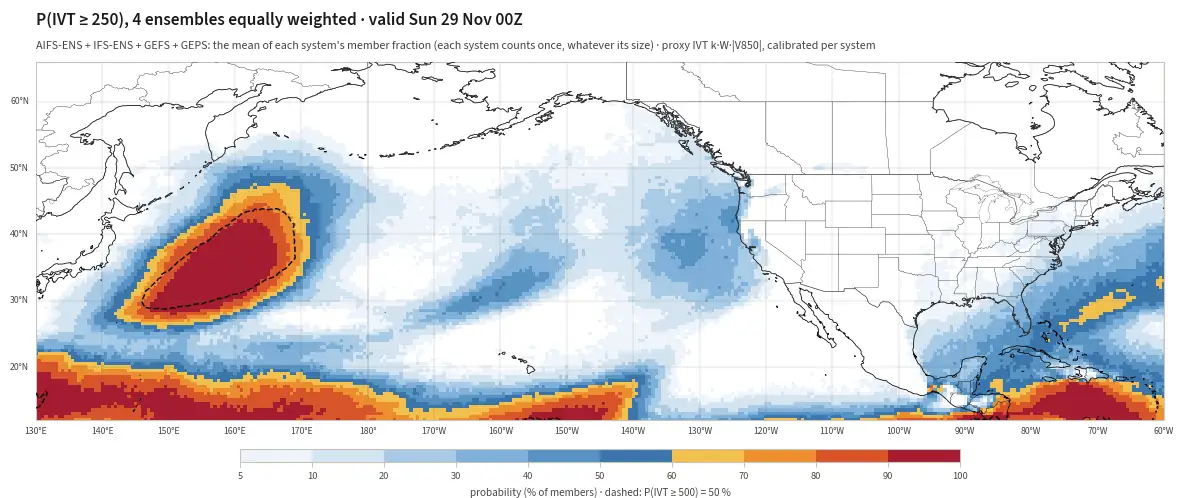 P(IVT ≥ 250), 4 ensembles equally weighted · valid Sun 29 Nov 00Z
AIFS-ENS + IFS-ENS + GEFS + GEPS: the mean of each system's member fraction (each system counts once, whatever its size) · proxy IVT k·W·|V850|, calibrated per system
60°N
50°N
40°N
30°N
20°N
130°E 140°E 150°E 160°E 170°E 180° 170°W 160°W 150°W 140°W 130°W 120°W 110°W 100°W 90°W 80°W 70°W 60°W
5 10 20 30 40 50 60 70 80 90 100
probability (% of members) · dashed: P(IVT ≥ 500) = 50 %